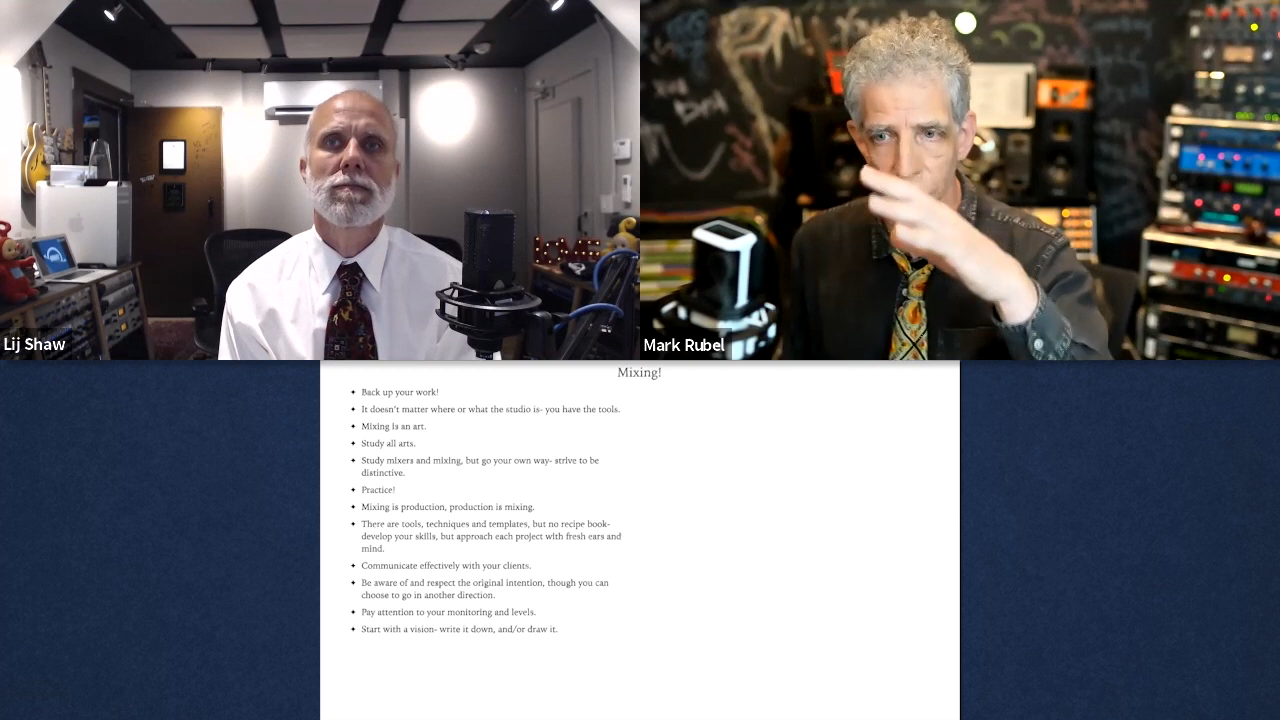 Lij Shaw
Mark Rubel
Mixing!
✦ Back up your work!
✦ It doesn't matter where or what the studio is- you have the tools.
✦ Mixing is an art.
✦ Study all arts.
✦ Study mixers and mixing, but go your own way- strive to be
distinctive.
✦ Practice!
✦ Mixing is production, production is mixing.
✦ There are tools, techniques and templates, but no recipe book-
develop your skills, but approach each project with fresh ears and
mind.
✦ Communicate effectively with your clients.
✦ Be aware of and respect the original intention, though you can
choose to go in another direction.
✦ Pay attention to your monitoring and levels.
✦ Start with a vision- write it down, and/or draw it.